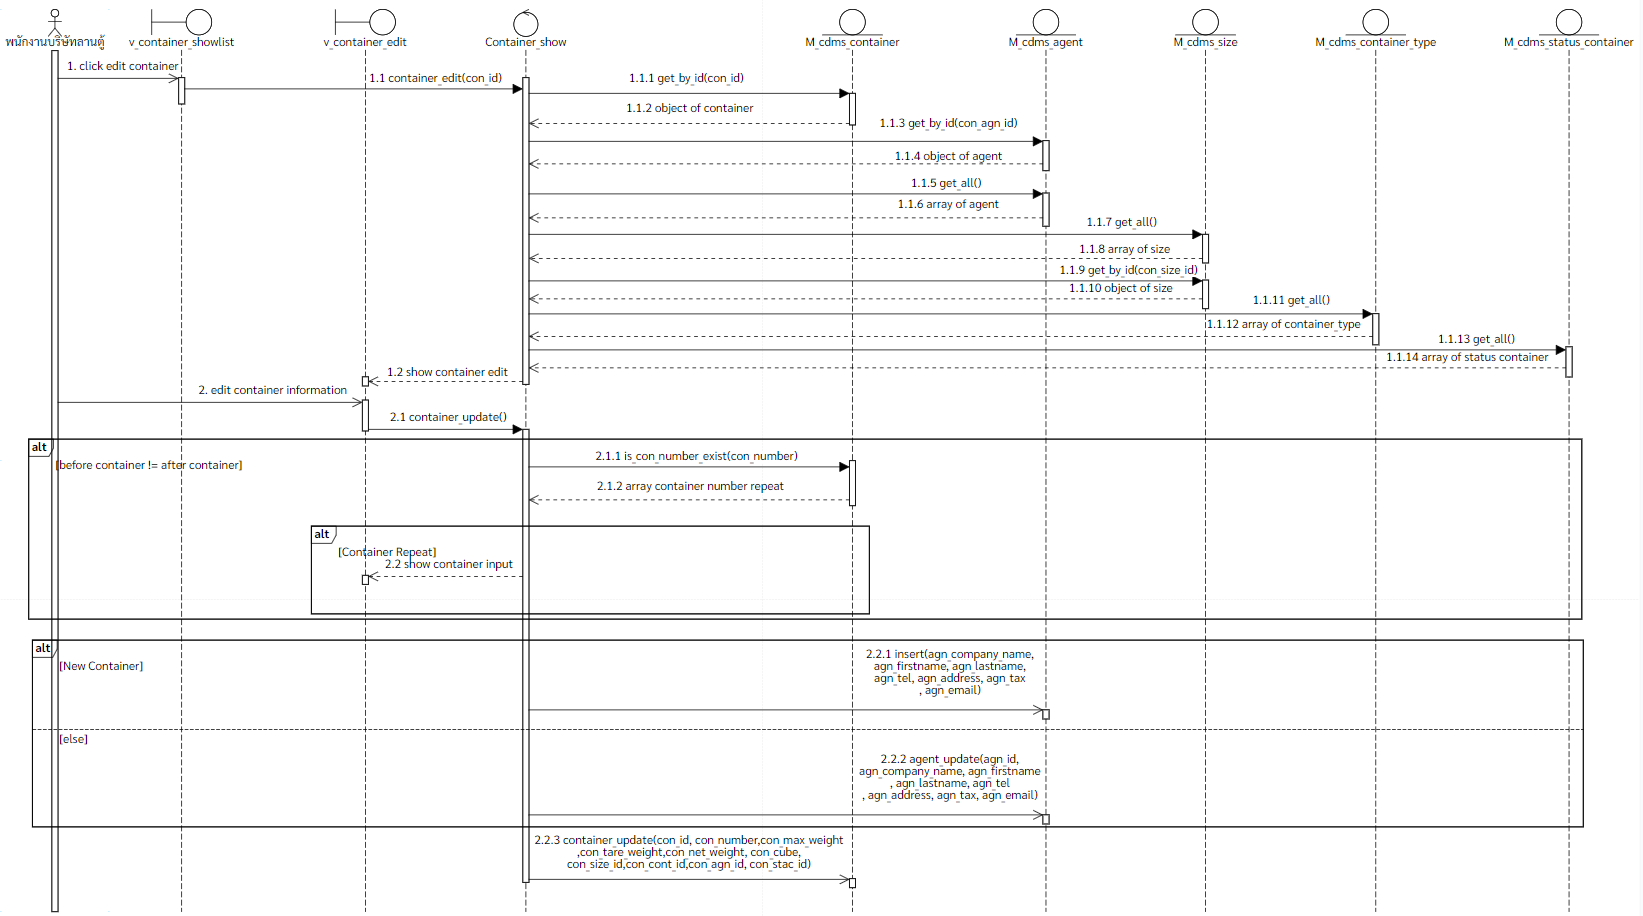 พนักงานบริษัทลานตู้
v_container_showlist
v_container_edit
Container_show
M_cdms_container
M_cdms_agent
M_cdms_size
M_cdms_container_type
M_cdms_status_container
1. click edit container
1.1 container_edit(con_id)
1.1.1 get_by_id(con_id)
1.1.2 object of container
1.1.3 get_by_id(con_agn_id)
1.1.4 object of agent
1.1.5 get_all()
1.1.6 array of agent
1.1.7 get_all()
1.1.8 array of size
1.1.9 get_by_id(con_size_id)
1.1.10 object of size
1.1.11 get_all()
1.1.12 array of container_type
1.1.13 get_all()
1.1.14 array of status container
1.2 show container edit
2. edit container information
2.1 container_update()
alt
[before container != after container]
2.1.1 is con_number_exist(con_number)
2.1.2 array container number repeat
alt
[Container Repeat]
2.2 show container input
alt
[New Container]
2.2.1 insert(agn_company_name,
agn_firstname, agn_lastname,
agn_tel, agn_address, agn_tax
, agn_email)
[else]
2.2.2 agent_update(agn_id,
agn_company_name, agn_firstname
, agn_lastname, agn_tel
, agn_address, agn_tax, agn_email)
2.2.3 container_update(con_id, con_number,con_max_weight
,con_tare_weight,con_net_weight, con_cube,
con_size_id,con_cont_id,con_agn_id, con_stac_id)